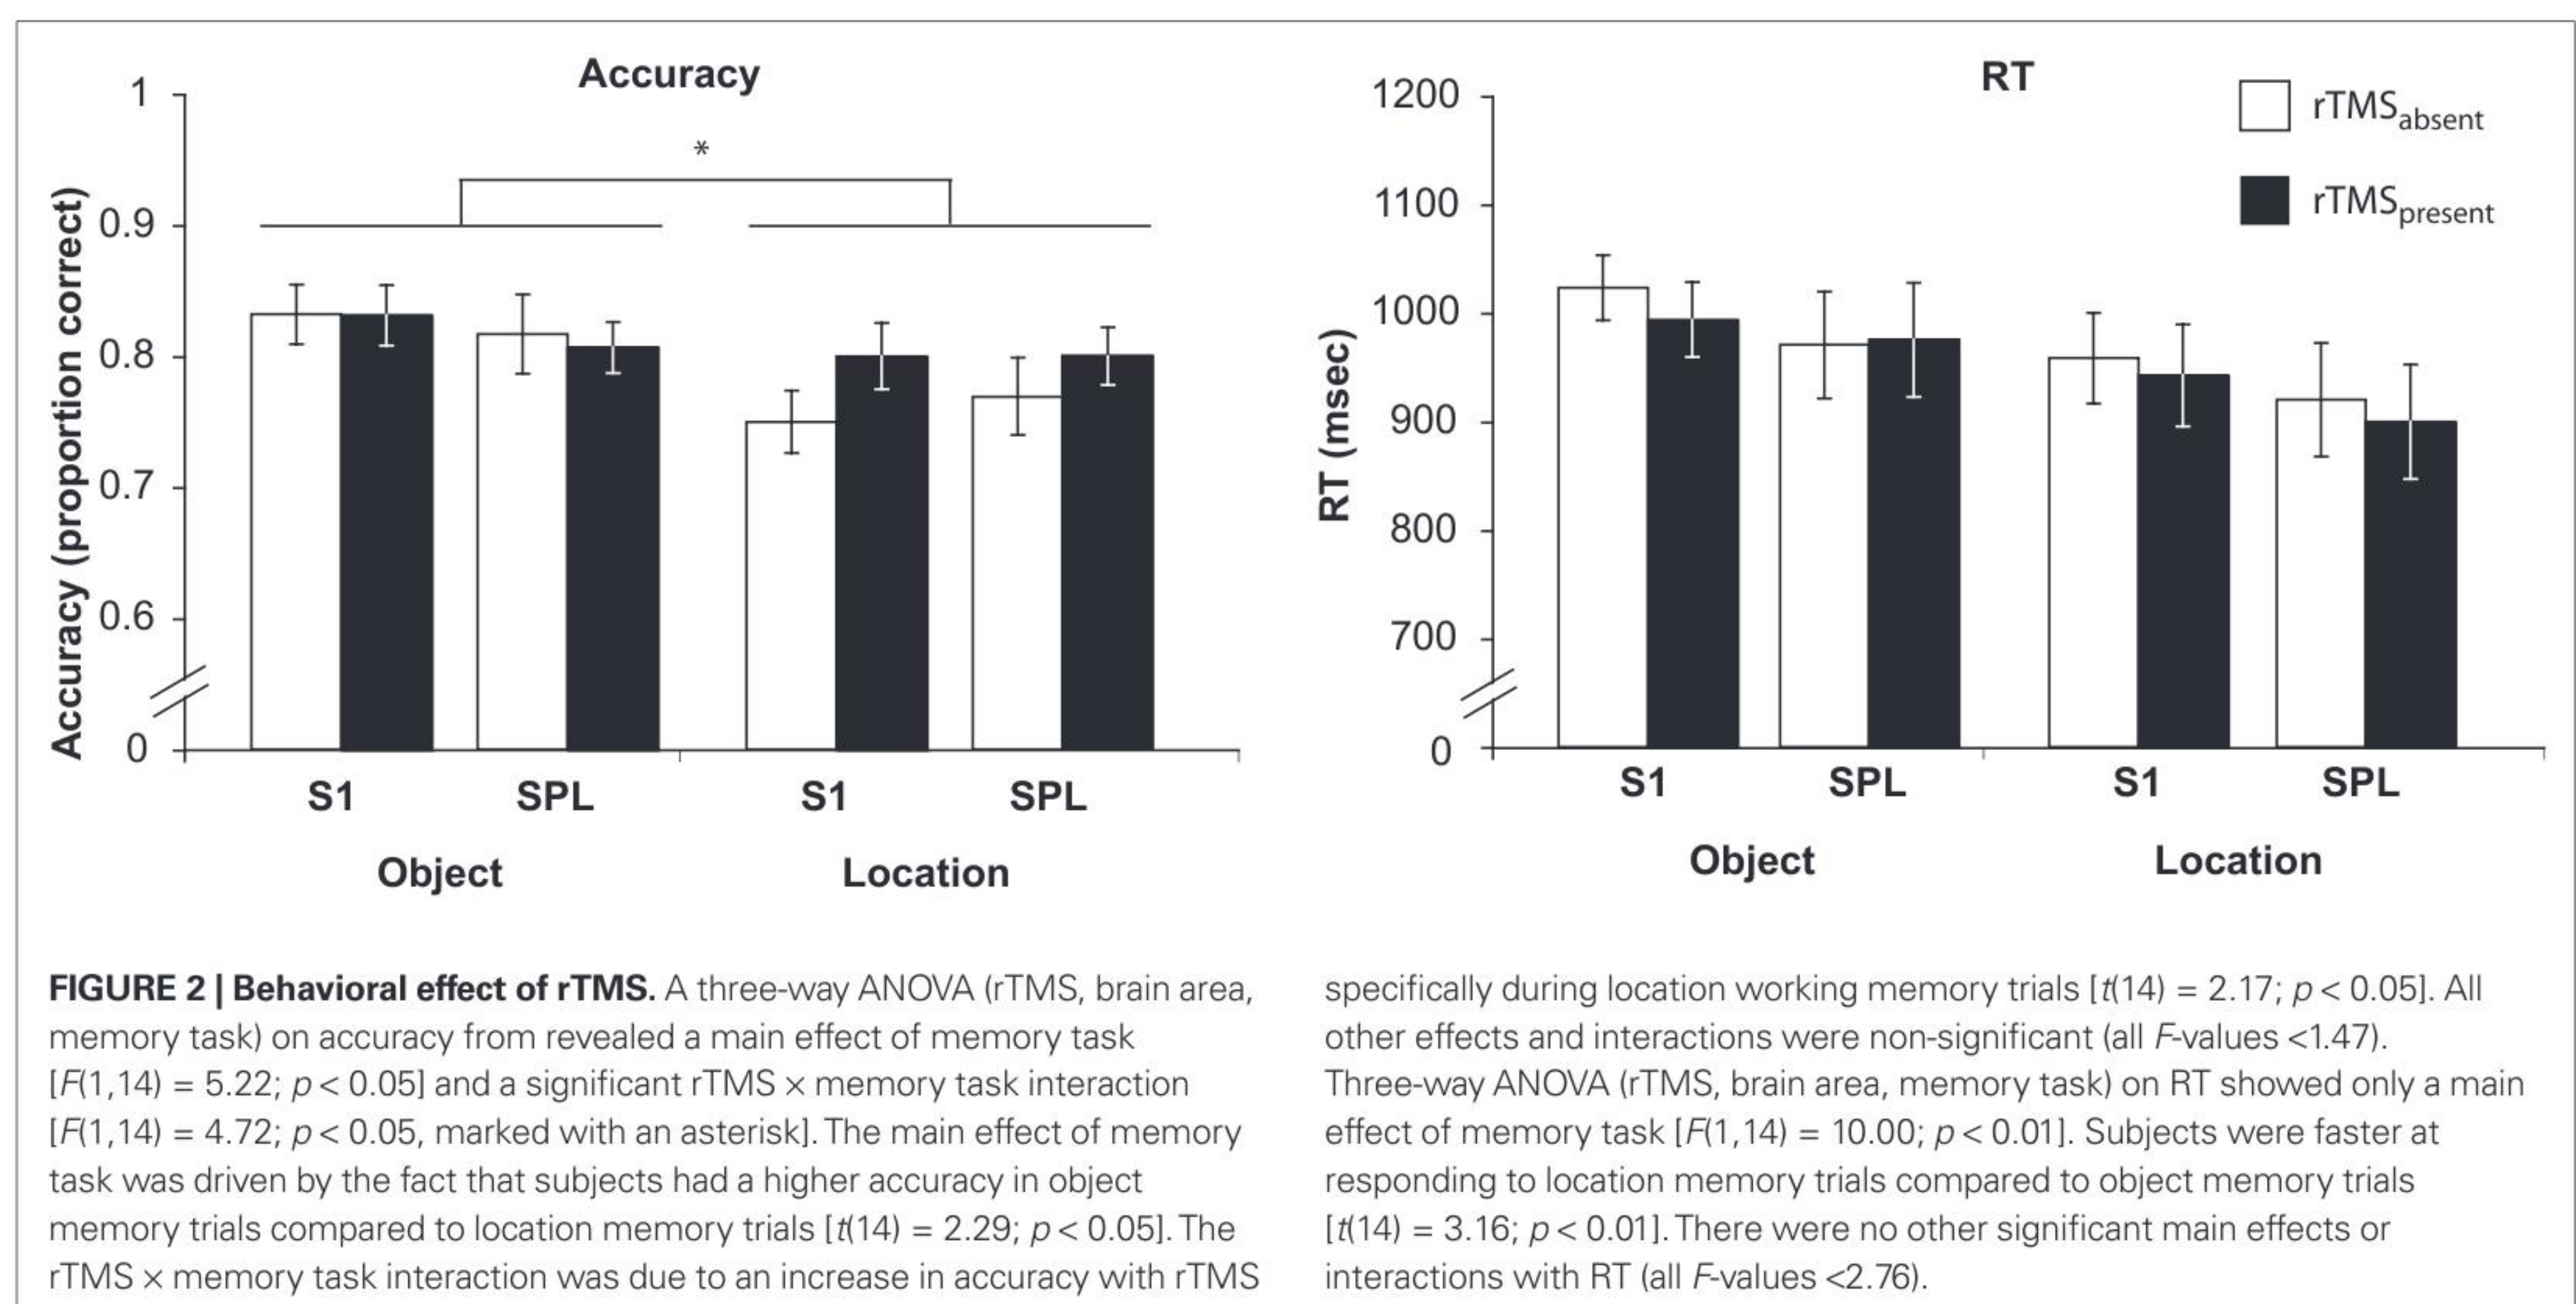 Accuracy
1
*
0.9
0.8
0.7
0.6
0
Accuracy (proportion correct)
S1 SPL S1 SPL
Object Location
RT
1200
1100
1000
900
800
700
0
RT (msec)
rTMSabsent
rTMSpresent
S1 SPL S1 SPL
Object Location
FIGURE 2 | Behavioral effect of rTMS. A three-way ANOVA (rTMS, brain area,
memory task) on accuracy from revealed a main effect of memory task
[F(1,14) = 5.22; p < 0.05] and a significant rTMS × memory task interaction
[F(1,14) = 4.72; p < 0.05, marked with an asterisk]. The main effect of memory
task was driven by the fact that subjects had a higher accuracy in object
memory trials compared to location memory trials [t(14) = 2.29; p < 0.05]. The
rTMS × memory task interaction was due to an increase in accuracy with rTMS
specifically during location working memory trials [t(14) = 2.17; p < 0.05]. All
other effects and interactions were non-significant (all F-values <1.47).
Three-way ANOVA (rTMS, brain area, memory task) on RT showed only a main
effect of memory task [F(1,14) = 10.00; p < 0.01]. Subjects were faster at
responding to location memory trials compared to object memory trials
[t(14) = 3.16; p < 0.01]. There were no other significant main effects or
interactions with RT (all F-values <2.76).